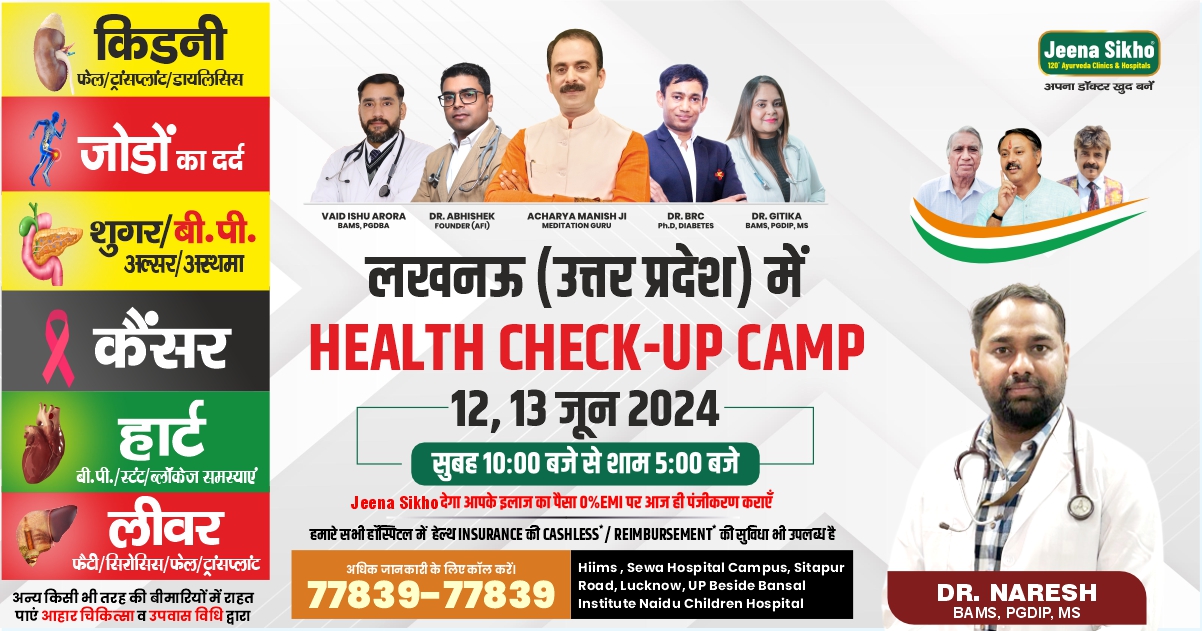 किडनी
फेल/ट्रांसप्लांट/डायलिसिस
जोडों का दर्द
शुगर/बी.पी.
अल्सर/अस्थमा
कैंसर
हार्ट
बी.पी./स्टंट/ब्लॉकेज समस्याएं
लीवर
फैटी/सिरोसिस/फेल/ट्रांसप्लांट
अन्य किसी भी तरह की बीमारियों में राहत
पाएं आहार चिकित्सा व उपवास विधि द्वारा
VAID ISHU ARORA
BAMS, PGDBA
DR. ABHISHEK
FOUNDER (AFI)
ACHARYA MANISH JI
MEDITATION GURU
DR. BRC
Ph.D, DIABETES
DR. GITIKA
BAMS, PGDIP, MS
लखनऊ (उत्तर प्रदेश) में
HEALTH CHECK-UP CAMP
12, 13 जून 2024
सुबह 10:00 बजे से शाम 5:00 बजे
Jeena Sikho देगा आपके इलाज का पैसा 0%EMI पर आज ही पंजीकरण कराएँ
हमारे सभी हॉस्पिटल में हेल्थ INSURANCE की CASHLESS* / REIMBURSEMENT* की सुविधा भी उपलब्ध है
अधिक जानकारी के लिए कॉल करें।
77839-77839
Hiims , Sewa Hospital Campus, Sitapur
Road, Lucknow, UP Beside Bansal
Institute Naidu Children Hospital
Jeena Sikho®
120+ Ayurveda Clinics & Hospitals
अपना डॉक्टर खुद बनें
DR. NARESH
BAMS, PGDIP, MS